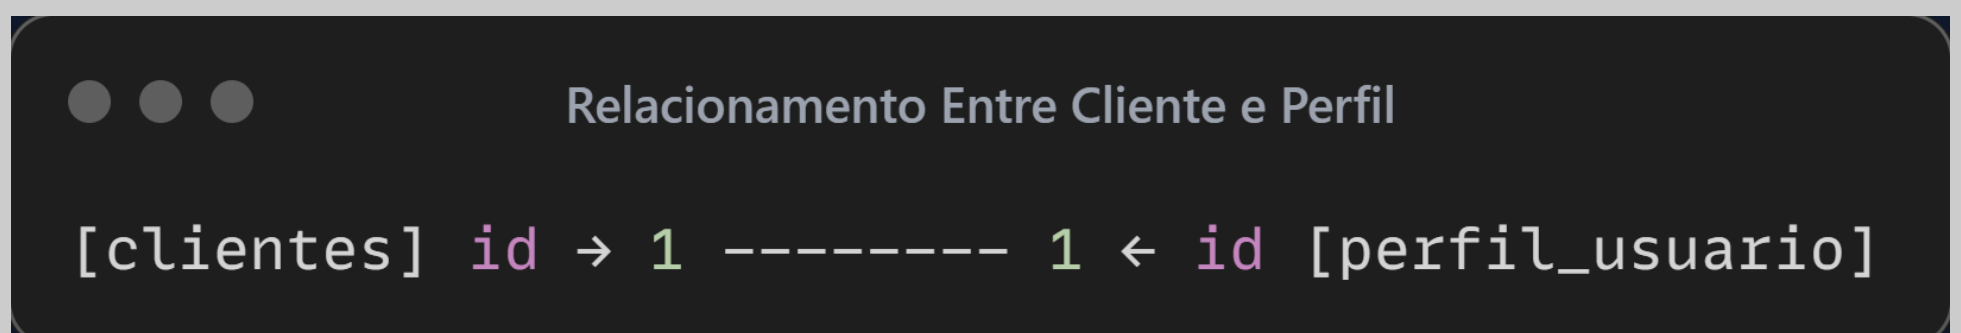 Relacionamento Entre Cliente e Perfil
[clientes] id → 1 -------- 1 ← id [perfil_usuario]